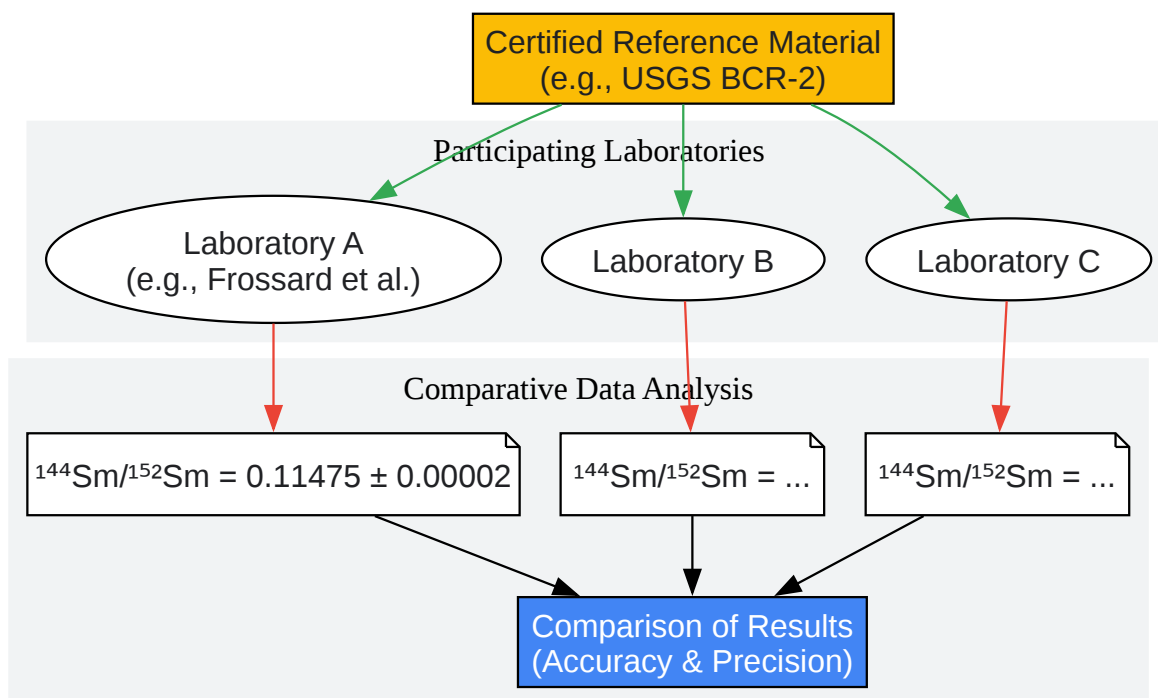 Certified Reference Material
(e.g., USGS BCR-2)
Participating Laboratories
Laboratory A
(e.g., Frossard et al.)
Laboratory B
Laboratory C
Comparative Data Analysis
¹⁴⁴Sm/¹⁵²Sm = 0.11475 ± 0.00002
¹⁴⁴Sm/¹⁵²Sm = ...
¹⁴⁴Sm/¹⁵²Sm = ...
Comparison of Results
(Accuracy & Precision)